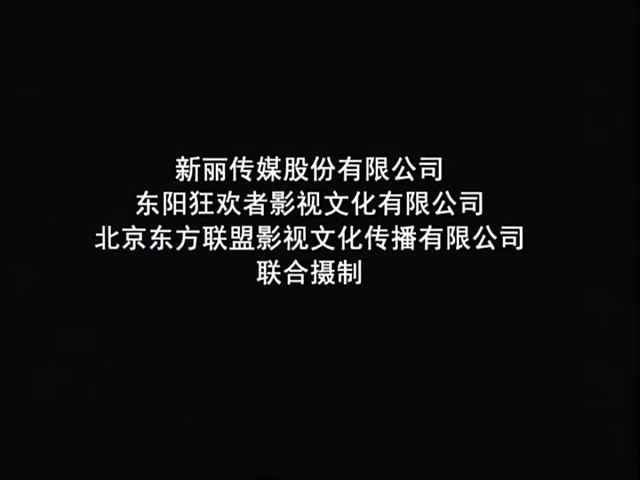 新丽传媒股份有限公司
东阳狂欢者影视文化有限公司
北京东方联盟影视文化传播有限公司
联合摄制